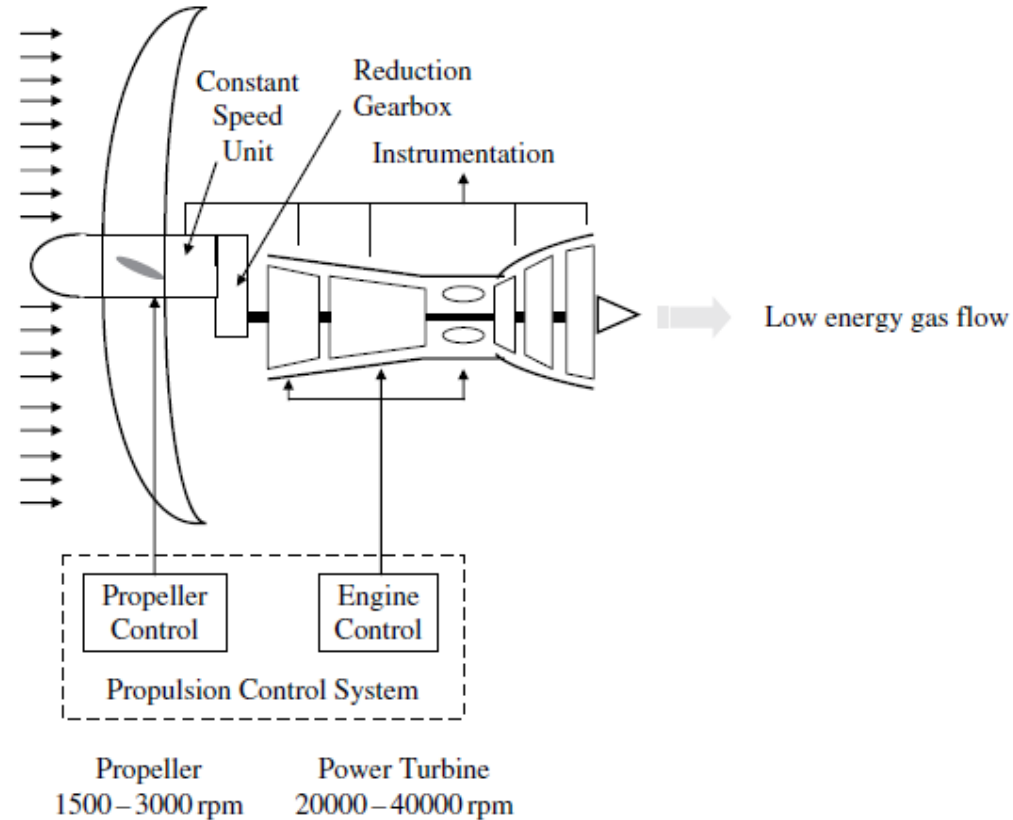 Constant
Speed
Unit
Reduction
Gearbox
Instrumentation
Low energy gas flow
Propeller
Control
Engine
Control
Propulsion Control System
Propeller
1500 – 3000 rpm
Power Turbine
20000 – 40000 rpm